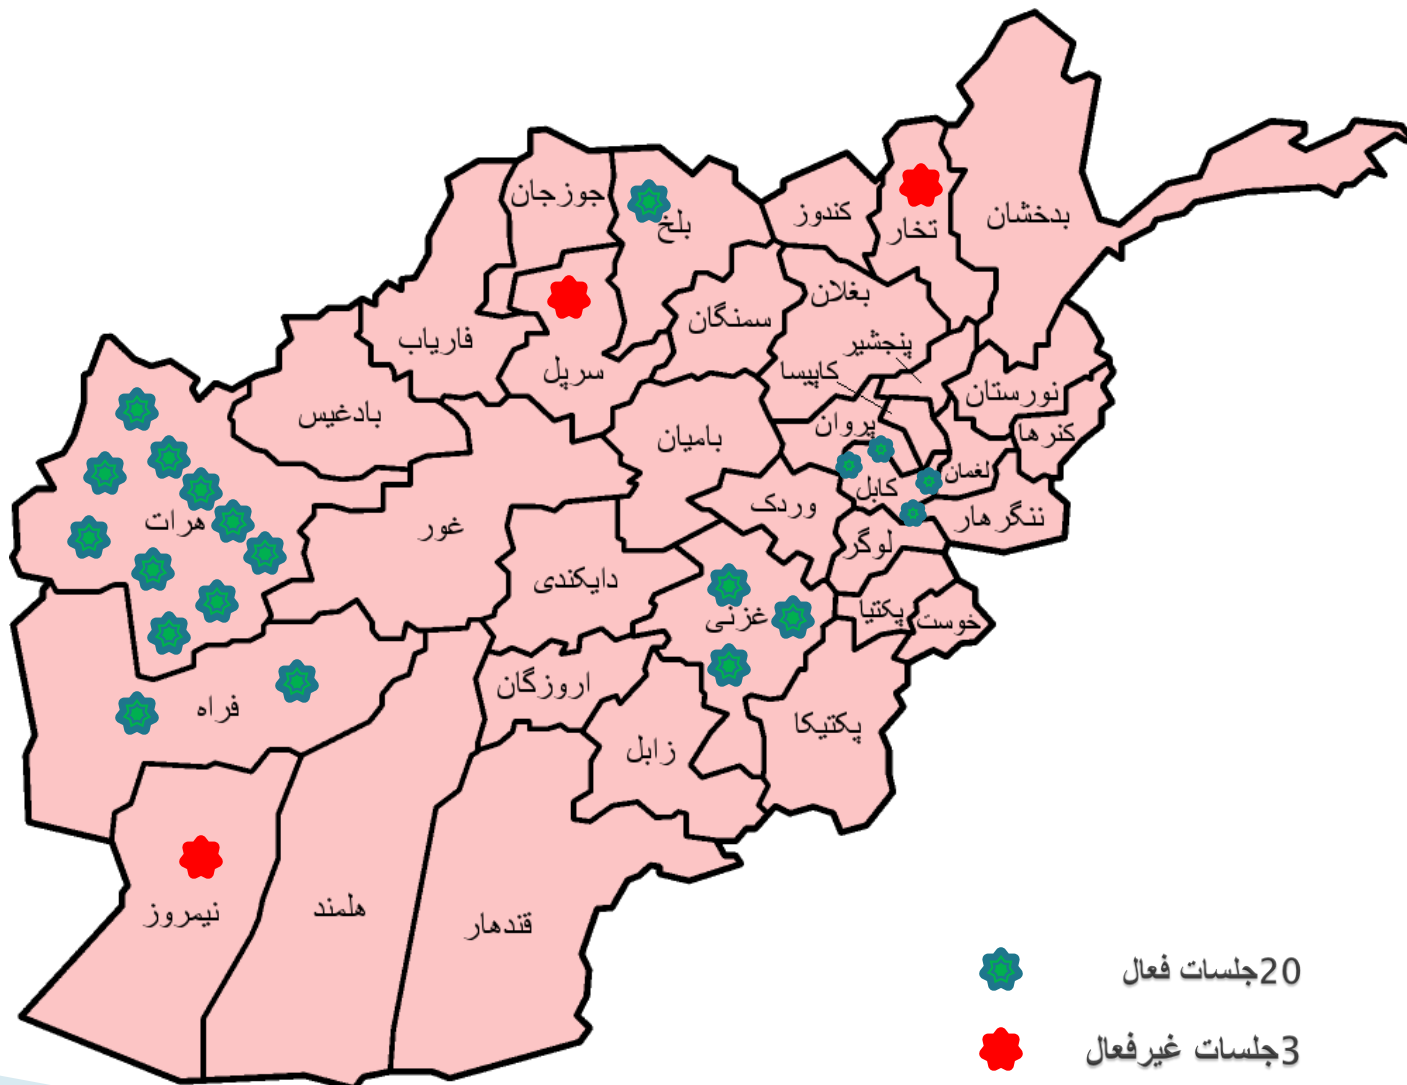 جوزجان
بلخ
کندوز
تخار
بدخشان
فاریاب
سرپل
سمنگان
بغلان
پنجشیر
کاپیسا
نورستان
کنرها
بادغیس
بامیان
پروان
لغمان
کابل
وردک
ننگرهار
هرات
غور
لوگر
دایکندی
غزنی
پکتیا
خوست
فراه
اروزگان
زابل
پکتیکا
نیمروز
هلمند
قندهار
20جلسات فعال
3جلسات غیرفعال